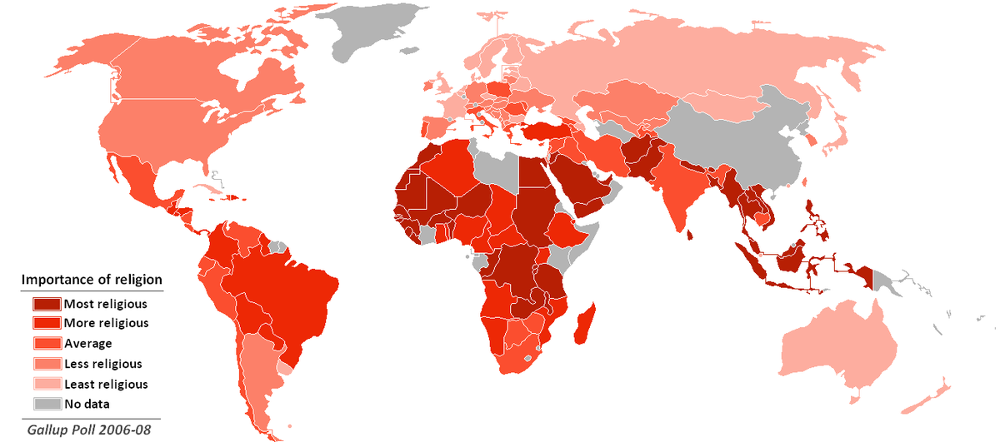 Importance of religion
Most religious
More religious
Average
Less religious
Least religious
No data
Gallup Poll 2006-08